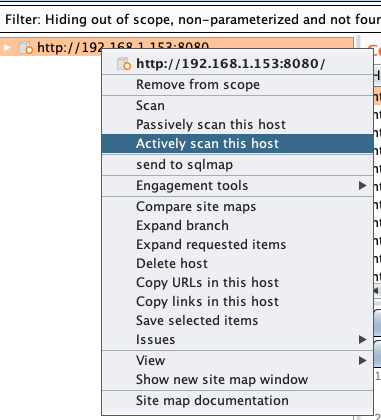 Filter: Hiding out of scope, non-parameterized and not foun
http://192.168.1.153:8080
http://192.168.1.153:8080/
Remove from scope
Scan
Passively scan this host
Actively scan this host
send to sqlmap
Engagement tools
Compare site maps
Expand branch
Expand requested items
Delete host
Copy URLs in this host
Copy links in this host
Save selected items
Issues
View
Show new site map window
Site map documentation